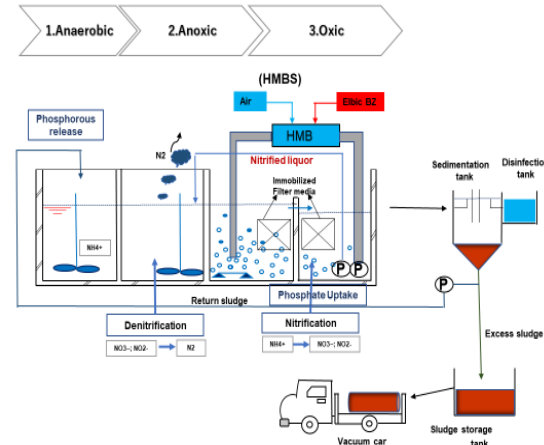 1.Anaerobic
2.Anoxic
3.Oxic
(HMBS)
Air
Elbic BZ
HMB
Phosphorous
release
N2
Nitrified liquor
Immobilized
Filter media
Sedimentation
tank
Disinfection
tank
NH4+
P P
P
Return sludge
Phosphate Uptake
Denitrification
NO3–; NO2-
N2
Nitrification
NH4+
NO3–; NO2-
Excess sludge
Vacuum car
Sludge storage
tank